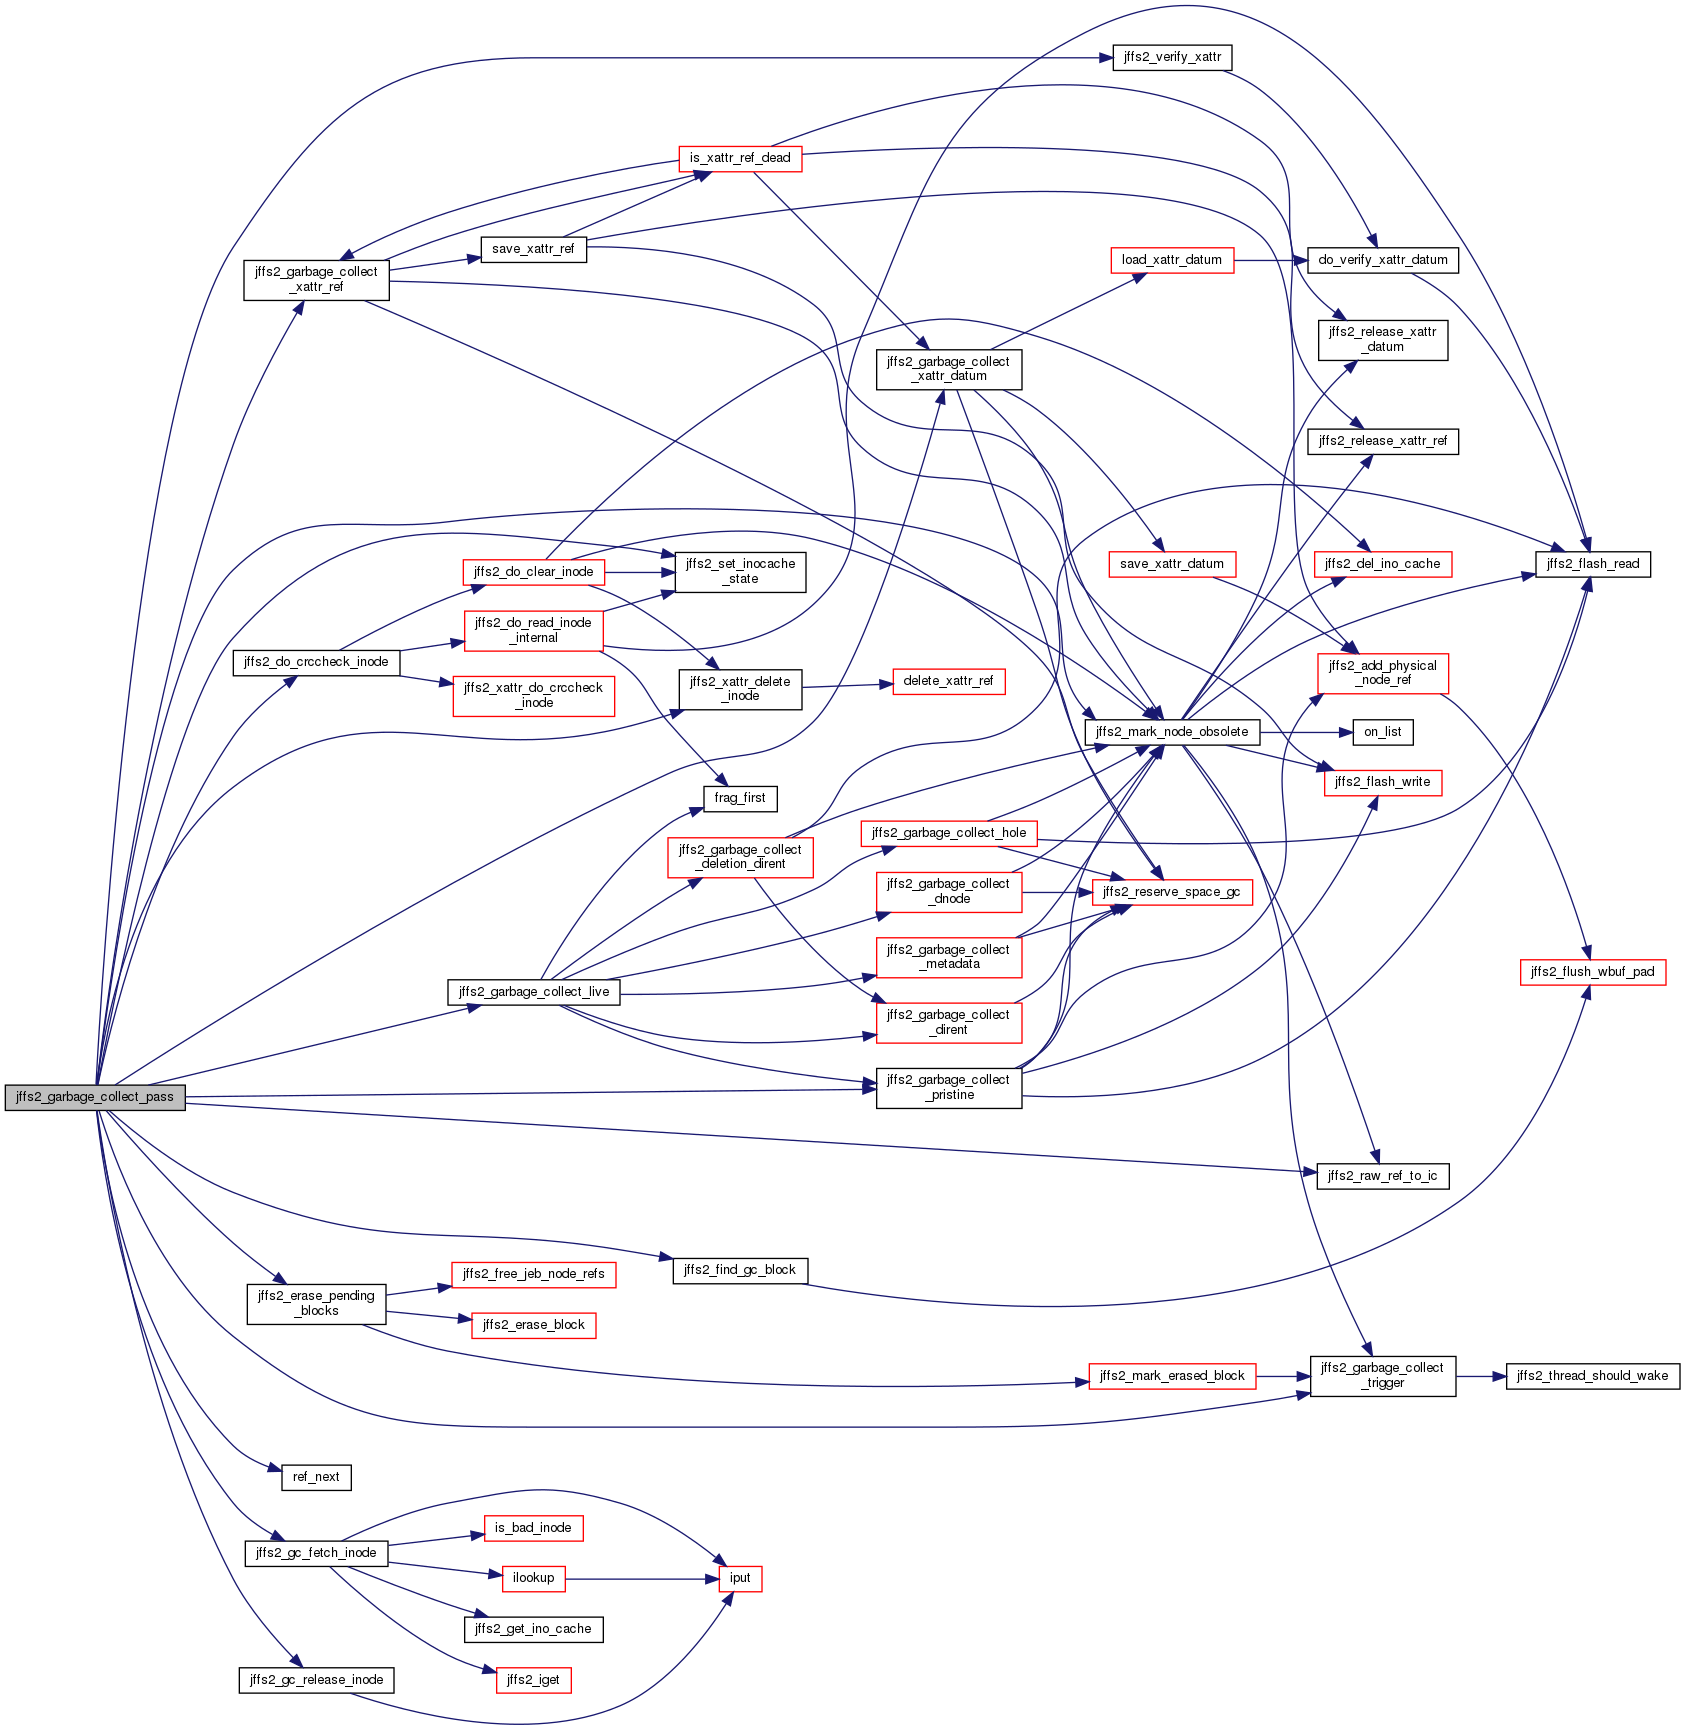 jffs2_verify_xattr
is_xattr_ref_dead
save_xattr_ref
jffs2_garbage_collect
_xattr_ref
load_xattr_datum
do_verify_xattr_datum
jffs2_release_xattr
_datum
jffs2_garbage_collect
_xattr_datum
jffs2_release_xattr_ref
jffs2_do_clear_inode
jffs2_set_inocache
_state
save_xattr_datum
jffs2_del_ino_cache
jffs2_flash_read
jffs2_do_read_inode
_internal
jffs2_do_crccheck_inode
jffs2_xattr_do_crccheck
_inode
jffs2_xattr_delete
_inode
delete_xattr_ref
jffs2_add_physical
_node_ref
jffs2_mark_node_obsolete
on_list
frag_first
jffs2_flash_write
jffs2_garbage_collect
_deletion_dirent
jffs2_garbage_collect_hole
jffs2_garbage_collect
_dnode
jffs2_reserve_space_gc
jffs2_garbage_collect
_metadata
jffs2_flush_wbuf_pad
jffs2_garbage_collect_live
jffs2_garbage_collect
_dirent
jffs2_garbage_collect_pass
jffs2_garbage_collect
_pristine
jffs2_raw_ref_to_ic
jffs2_find_gc_block
jffs2_free_jeb_node_refs
jffs2_erase_pending
_blocks
jffs2_erase_block
jffs2_mark_erased_block
jffs2_garbage_collect
_trigger
jffs2_thread_should_wake
ref_next
is_bad_inode
jffs2_gc_fetch_inode
ilookup
iput
jffs2_get_ino_cache
jffs2_gc_release_inode
jffs2_iget